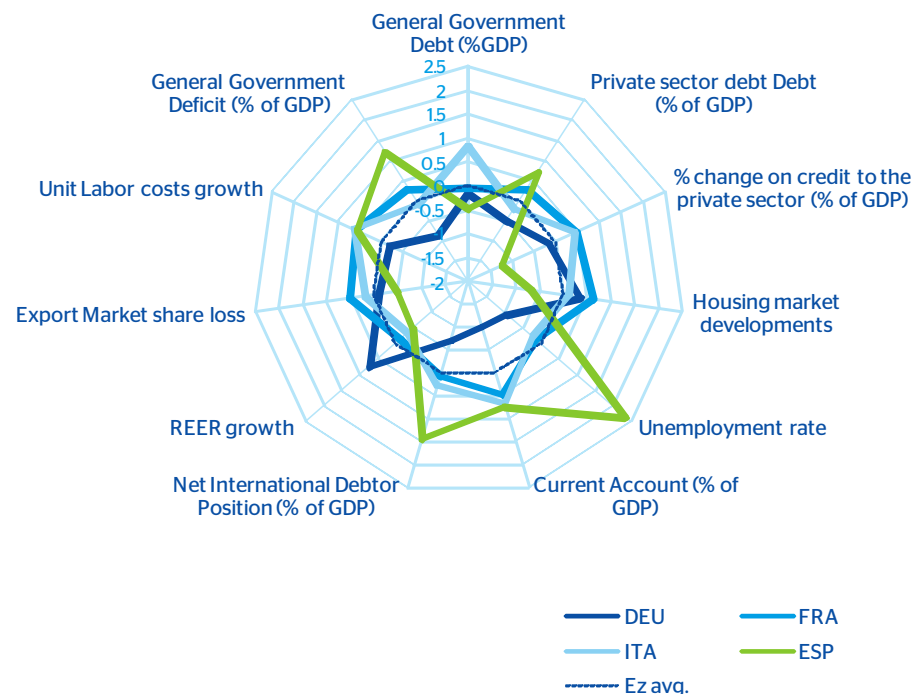 General Government
Debt (%GDP)
General Government
Deficit (% of GDP)
Private sector debt Debt
(% of GDP)
2.5
2
1.5
1
0.5
0
-0.5
-1
-1.5
-2
Unit Labor costs growth
% change on credit to the
private sector (% of GDP)
Export Market share loss
Housing market
developments
REER growth
Unemployment rate
Net International Debtor
Position (% of GDP)
Current Account (% of
GDP)
DEU
FRA
ITA
ESP
Ez avg.